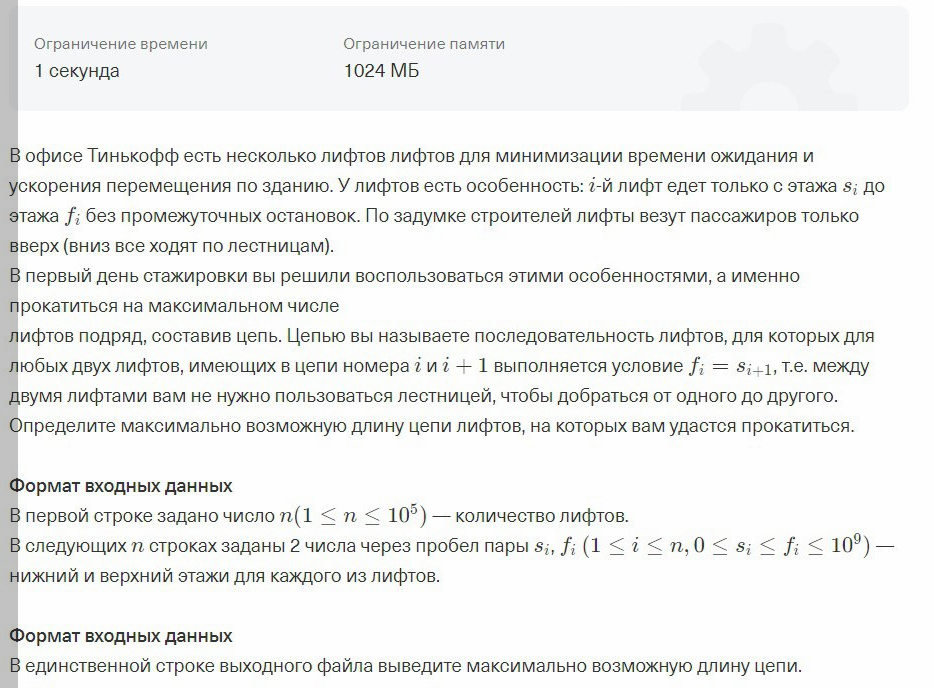 Ограничение времени
Ограничение памяти
1 секунда
1024 МБ
В офисе Тинькофф есть несколько лифтов лифтов для минимизации времени ожидания и
ускорения перемещения по зданию. У лифтов есть особенность: i-й лифт едет только с этажа s_i до
этажа f_i без промежуточных остановок. По задумке строителей лифты везут пассажиров только
вверх (вниз все ходят по лестницам).
В первый день стажировки вы решили воспользоваться этими особенностями, а именно
прокатиться на максимальном числе
лифтов подряд, составив цепь. Цепью вы называете последовательность лифтов, для которых для
любых двух лифтов, имеющих в цепи номера i и i + 1 выполняется условие f_i = s_{i+1}, т.е. между
двумя лифтами вам не нужно пользоваться лестницей, чтобы добраться от одного до другого.
Определите максимально возможную длину цепи лифтов, на которых вам удастся прокатиться.
Формат входных данных
В первой строке задано число n(1 ≤ n ≤ 10^5) — количество лифтов.
В следующих n строках заданы 2 числа через пробел пары s_i, f_i (1 ≤ i ≤ n, 0 ≤ s_i ≤ f_i ≤ 10^9) —
нижний и верхний этажи для каждого из лифтов.
Формат входных данных
В единственной строке выходного файла выведите максимально возможную длину цепи.